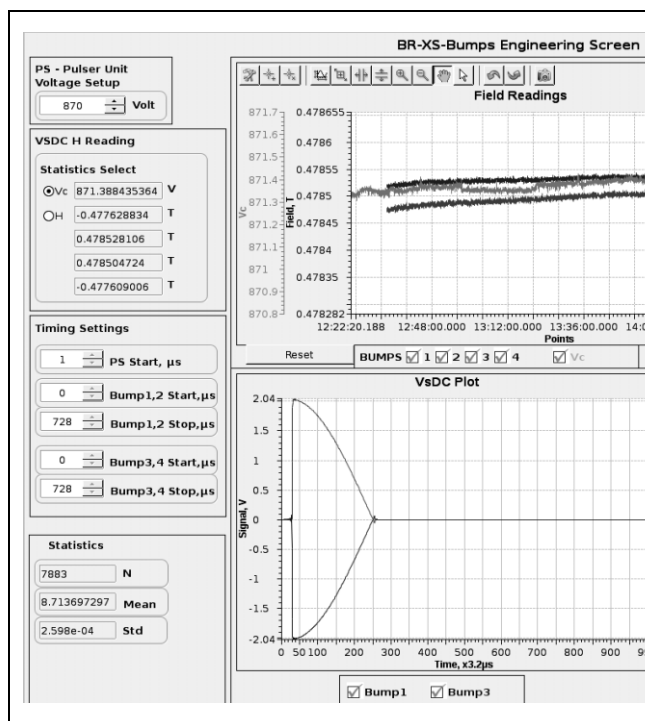 BR-XS-Bumps Engineering Screen
PS - Pulser Unit
Voltage Setup
870 Volt
VSDC H Reading
Statistics Select
Vc 871.388435364 V
H -0.477628834 T
0.478528106 T
0.478504724 T
-0.477609006 T
Timing Settings
1 PS Start, µs
0 Bump1,2 Start,µs
728 Bump1,2 Stop,µs
0 Bump3,4 Start,µs
728 Bump3,4 Stop,µs
Statistics
7883 N
8.713697297 Mean
2.598e-04 Std
Field Readings
871.7
871.6
871.5
871.4
871.3
871.2
871.1
871
870.9
870.8
Vc
0.478655
0.4786
0.47855
0.4785
0.47845
0.4784
0.47835
0.478282
Field, T
12:22:20.188 12:48:00.000 13:12:00.000 13:36:00.000 14:0
Points
Reset BUMPS 1 2 3 4 Vc
VsDC Plot
2.04
1.5
1
0.5
0
-0.5
-1
-1.5
-2.04
Signal, V
0 50 100 200 300 400 500 600 700 800 900 99
Time, x3.2µs
Bump1 Bump3